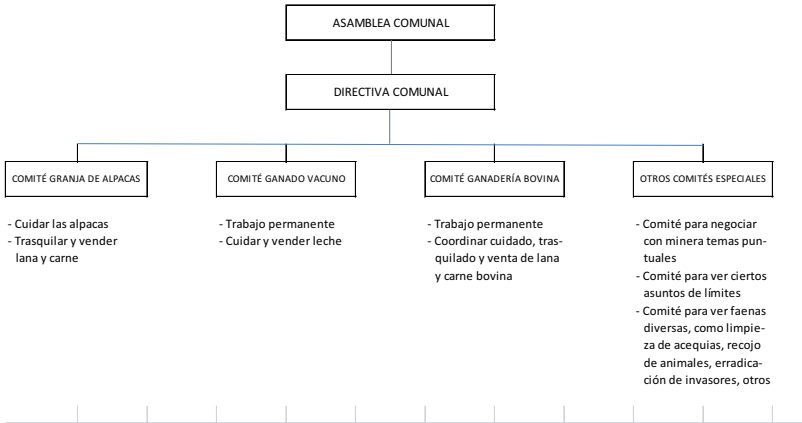 ASAMBLEA COMUNAL
DIRECTIVA COMUNAL
COMITÉ GRANJA DE ALPACAS
- Cuidar las alpacas
- Trasquilar y vender
lana y carne
COMITÉ GANADO VACUNO
- Trabajo permanente
- Cuidar y vender leche
COMITÉ GANADERÍA BOVINA
- Trabajo permanente
- Coordinar cuidado, tras-
quilado y venta de lana
y carne bovina
OTROS COMITÉS ESPECIALES
- Comité para negociar
con minera temas pun-
tuales
- Comité para ver ciertos
asuntos de límites
- Comité para ver faenas
diversas, como limpie-
za de acequias, recojo
de animales, erradica-
ción de invasores, otros